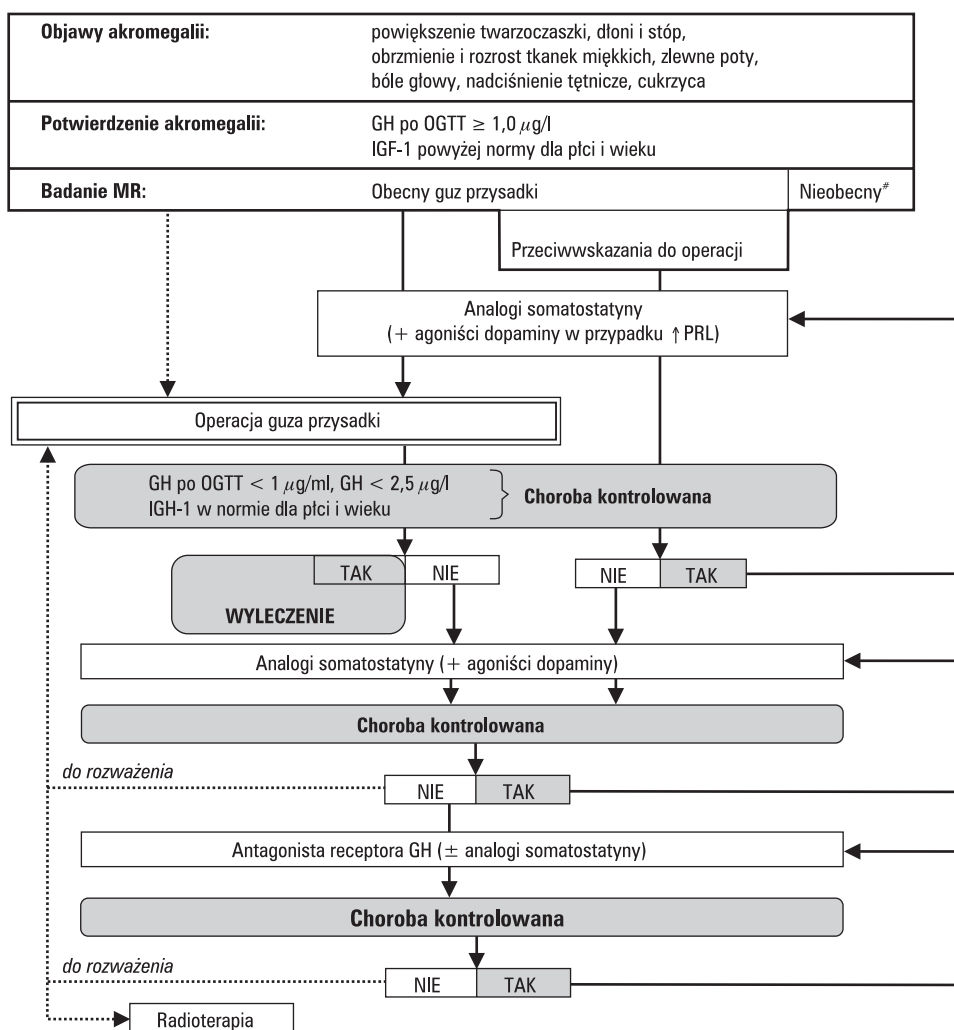 Objawy akromegalii: powiększenie twarzoczaszki, dłoni i stóp,
obrzmienie i rozrost tkanek miękkich, zlewne poty,
bóle głowy, nadciśnienie tętnicze, cukrzyca
Potwierdzenie akromegalii: GH po OGTT ≥ 1,0 μg/l
IGF-1 powyżej normy dla płci i wieku
Badanie MR: Obecny guz przysadki Nieobecny#
Przeciwwskazania do operacji
Analogi somatostatyny
(+ agoniści dopaminy w przypadku ↑ PRL)
Operacja guza przysadki
GH po OGTT < 1 μg/ml, GH < 2,5 μg/l
IGH-1 w normie dla płci i wieku
Choroba kontrolowana
TAK NIE NIE TAK
WYLECZENIE
Analogi somatostatyny (+ agoniści dopaminy)
Choroba kontrolowana
do rozważenia
NIE TAK
Antagonista receptora GH (± analogi somatostatyny)
Choroba kontrolowana
do rozważenia
NIE TAK
Radioterapia